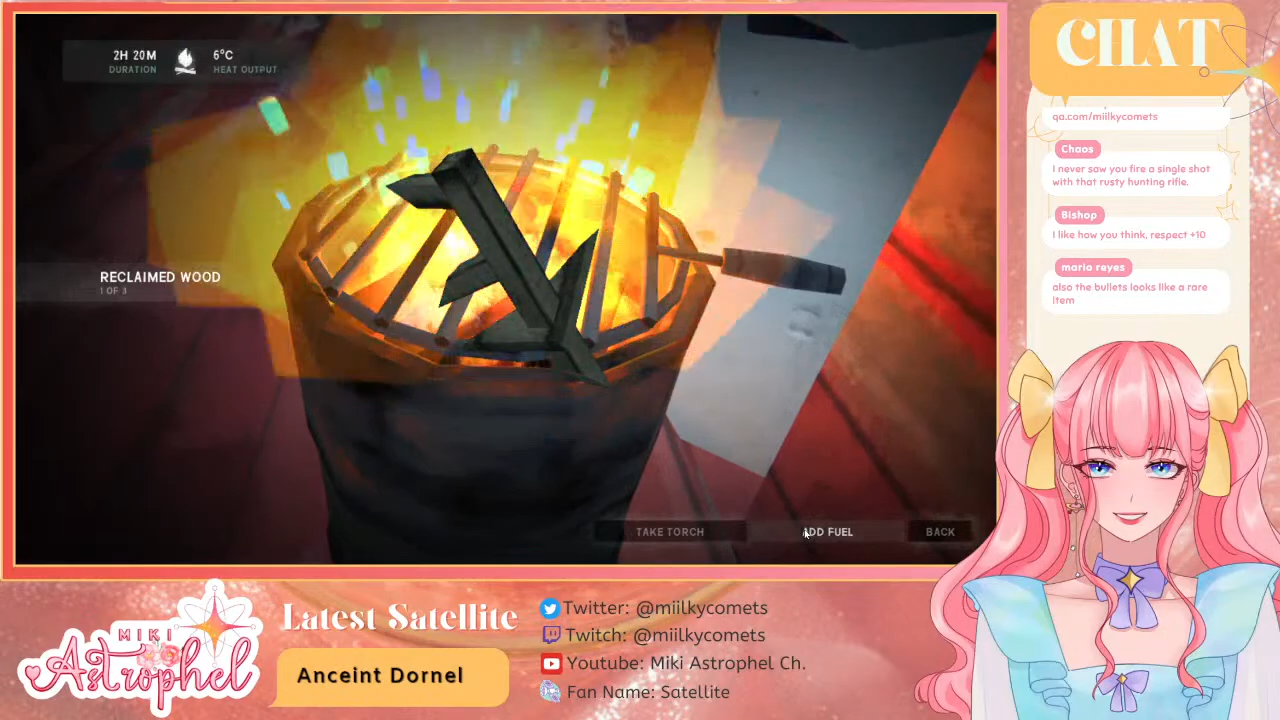 2H 20M
DURATION
6°C
HEAT OUTPUT
RECLAIMED WOOD
1 OF 3
TAKE TORCH
ADD FUEL
BACK
CHAT
qa.com/miilkycomets
Chaos
I never saw you fire a single shot
with that rusty hunting rifle.
Bishop
I like how you think, respect +10
mario reyes
also the bullets looks like a rare
item
MIKI
Astrophel
Latest Satellite
Anceint Dornel
Twitter: @miilkycomets
Twitch: @miilkycomets
Youtube: Miki Astrophel Ch.
Fan Name: Satellite